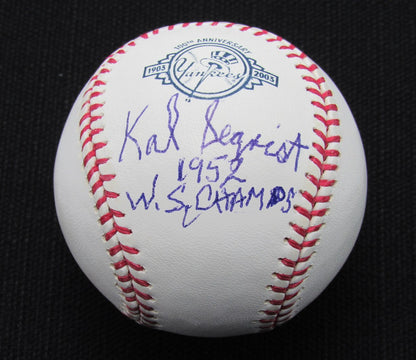 100TH ANNIVERSARY
1903 Yankees 2003
"Kal" Segrist
1952
W.S. CHAMPS